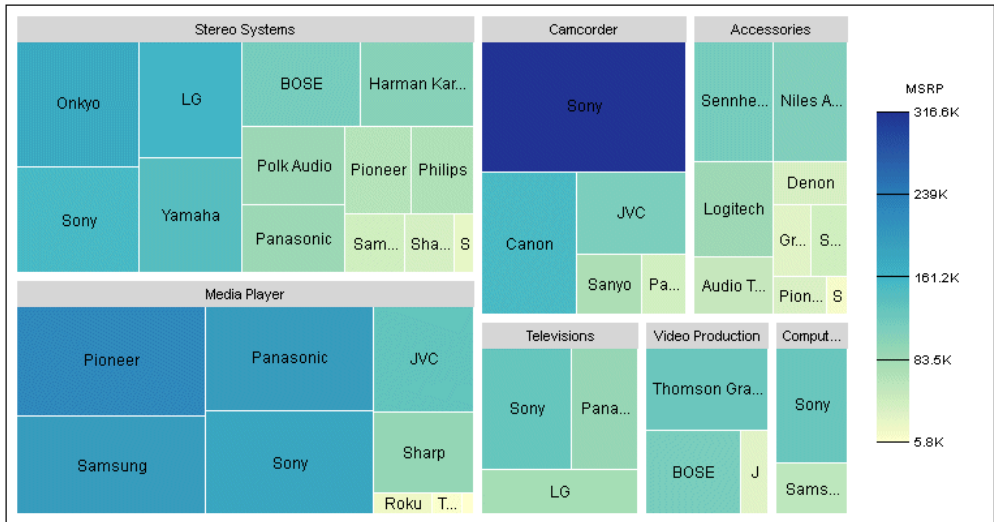 Stereo Systems
Onkyo
LG
BOSE
Harman Kar...
Polk Audio
Pioneer
Philips
Sony
Yamaha
Panasonic
Sam...
Sha...
S
Camcorder
Sony
Canon
JVC
Sanyo
Pa...
Accessories
Sennhe...
Niles A...
Logitech
Denon
Gr...
S...
Audio T...
Pion...
S
Media Player
Pioneer
Panasonic
JVC
Samsung
Sony
Sharp
Roku
T...
Televisions
Sony
Pana...
LG
Video Production
Thomson Gra...
BOSE
J
Comput...
Sony
Sams...
MSRP
316.6K
239K
161.2K
83.5K
5.8K